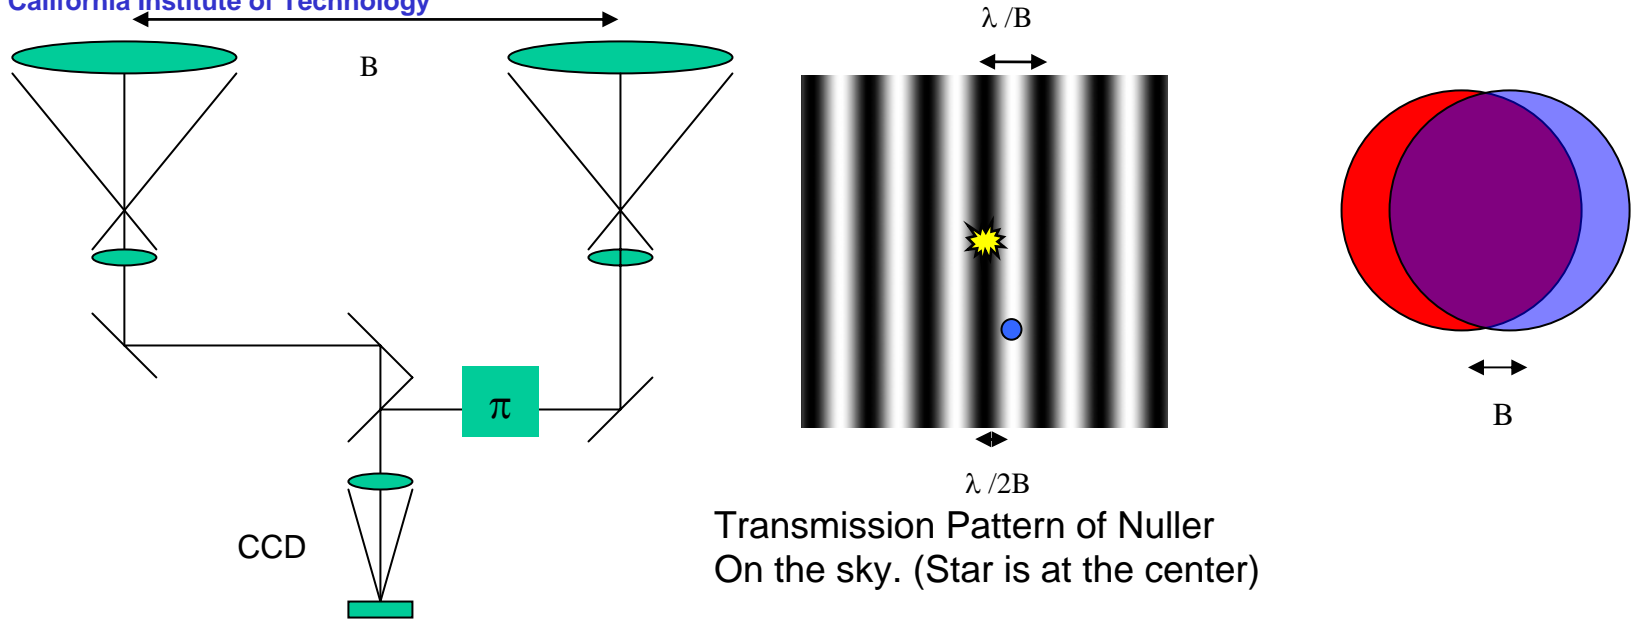 California Institute of Technology
B
λ /B
B
π
λ /2B
CCD
Transmission Pattern of Nuller
On the sky. (Star is at the center)